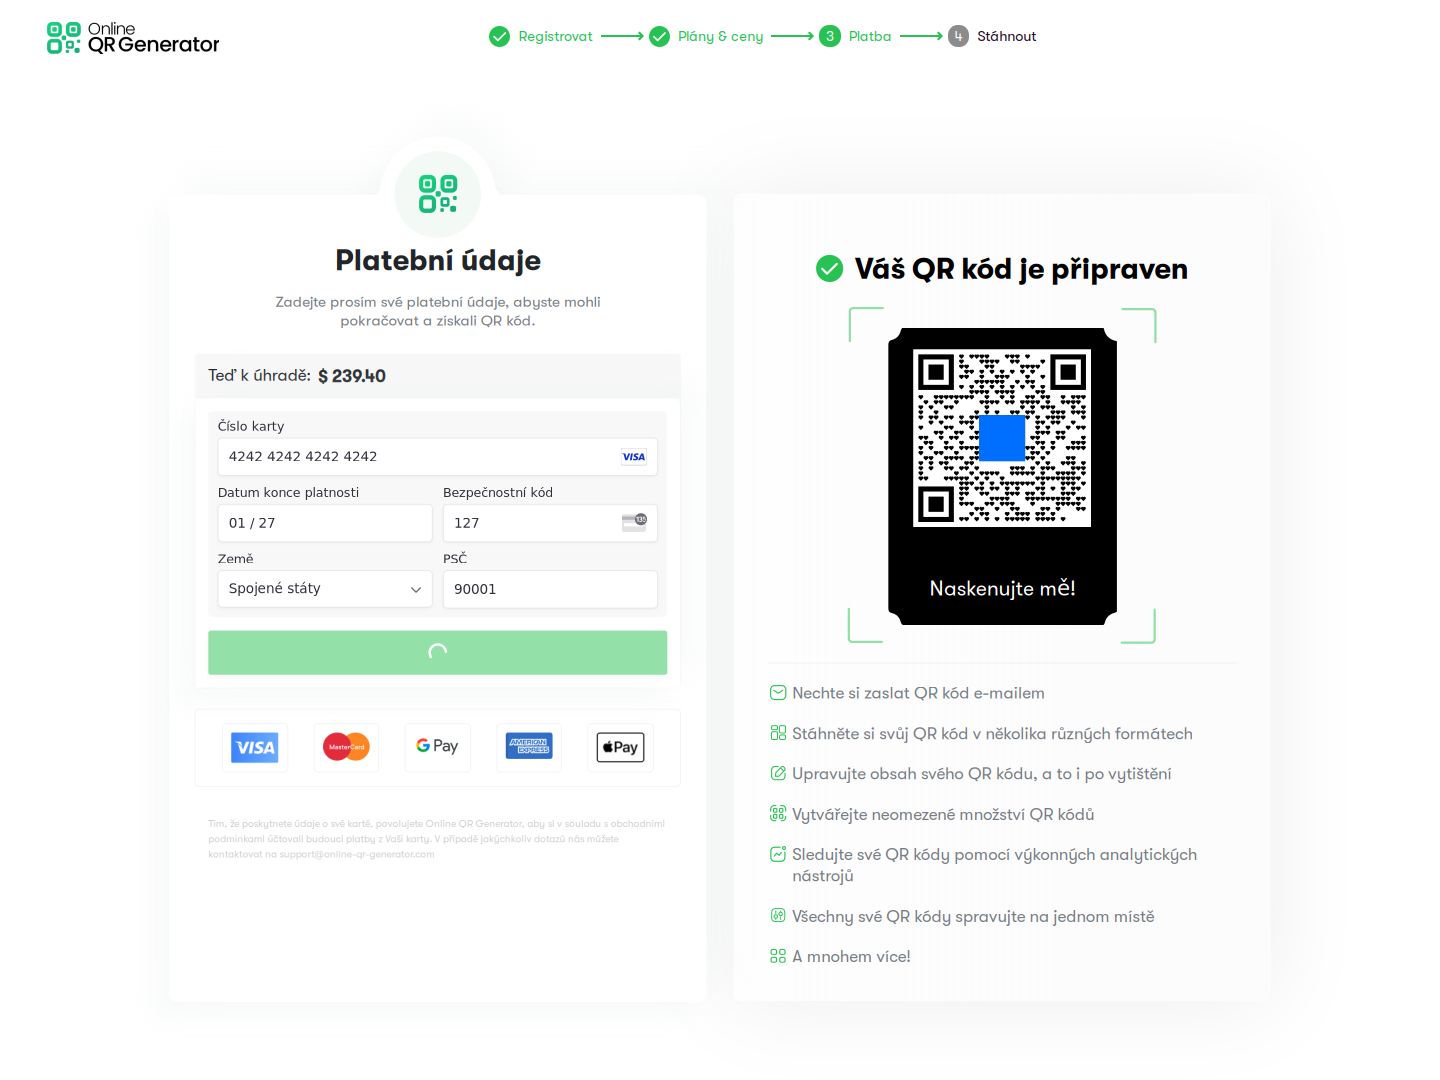 Online
QR Generator
Registrovat
Plány & ceny
3 Platba
4 Stáhnout
Platební údaje
Zadejte prosím své platební údaje, abyste mohli
pokračovat a získali QR kód.
Teď k úhradě: $ 239.40
Číslo karty
4242 4242 4242 4242
VISA
Datum konce platnosti
Bezpečnostní kód
01 / 27
127
135
Země
PSČ
Spojené státy
90001
VISA
MasterCard
G Pay
AMERICAN EXPRESS
Pay
Tím, že poskytnete údaje o své kartě, povolujete Online QR Generator, aby si v souladu s obchodními
podmínkami účtovali budoucí platby z Vaší karty. V případě jakýchkoliv dotazů nás můžete
kontaktovat na support@online-qr-generator.com
Váš QR kód je připraven
Naskenujte mě!
Nechte si zaslat QR kód e-mailem
Stáhněte si svůj QR kód v několika různých formátech
Upravujte obsah svého QR kódu, a to i po vytištění
Vytvářejte neomezené množství QR kódů
Sledujte své QR kódy pomocí výkonných analytických
nástrojů
Všechny své QR kódy spravujte na jednom místě
A mnohem více!